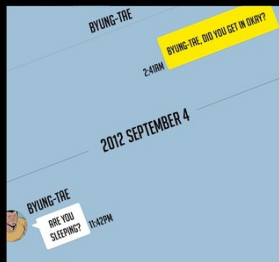 BYUNG-TAE
BYUNG-TAE, DID YOU GET IN OKAY?
2:41AM
2012 SEPTEMBER 4
BYUNG-TAE
ARE YOU
SLEEPING?
11:42PM